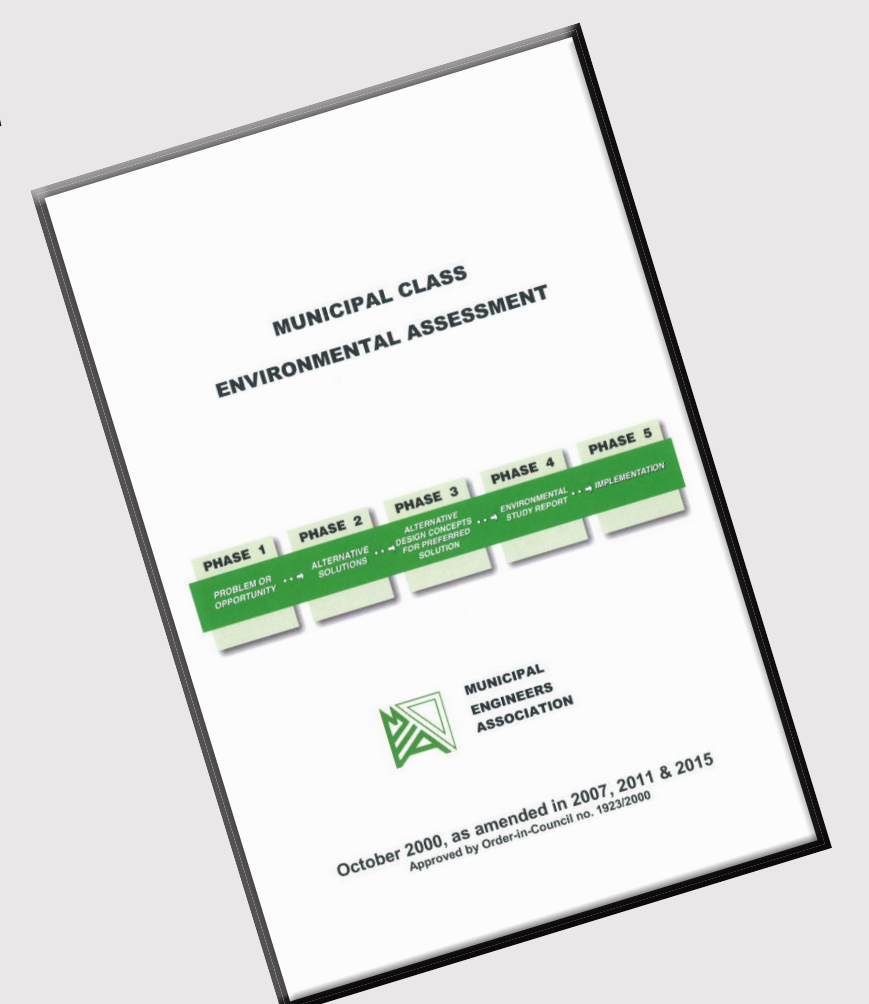 MUNICIPAL CLASS
ENVIRONMENTAL ASSESSMENT
PHASE 1
PROBLEM OR
OPPORTUNITY
PHASE 2
ALTERNATIVE
SOLUTIONS
PHASE 3
ALTERNATIVE
DESIGN CONCEPTS
FOR PREFERRED
SOLUTION
PHASE 4
ENVIRONMENTAL
STUDY REPORT
PHASE 5
IMPLEMENTATION
MEA
MUNICIPAL
ENGINEERS
ASSOCIATION
October 2000, as amended in 2007, 2011 & 2015
Approved by Order-in-Council no. 1923/2000